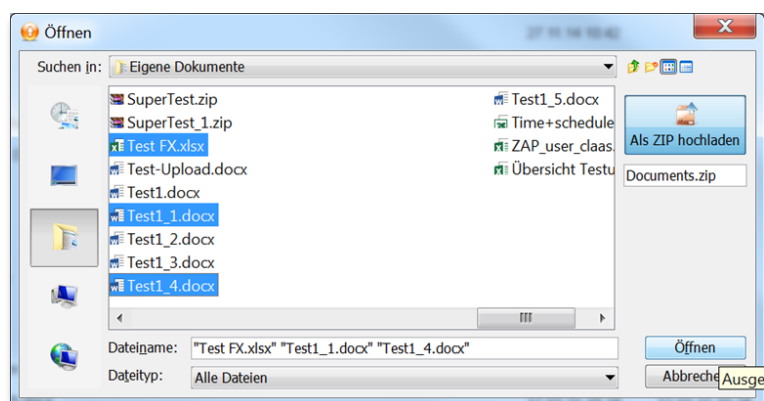 Öffnen
Suchen in: Eigene Dokumente
SuperTest.zip
SuperTest_1.zip
Test FX.xlsx
Test-Upload.docx
Test1.docx
Test1_1.docx
Test1_2.docx
Test1_3.docx
Test1_4.docx
Test1_5.docx
Time+schedule
ZAP_user_claas.
Übersicht Testu
Als ZIP hochladen
Documents.zip
Dateiname: "Test FX.xlsx" "Test1_1.docx" "Test1_4.docx"
Öffnen
Dateityp: Alle Dateien
Abbreche
Ausge